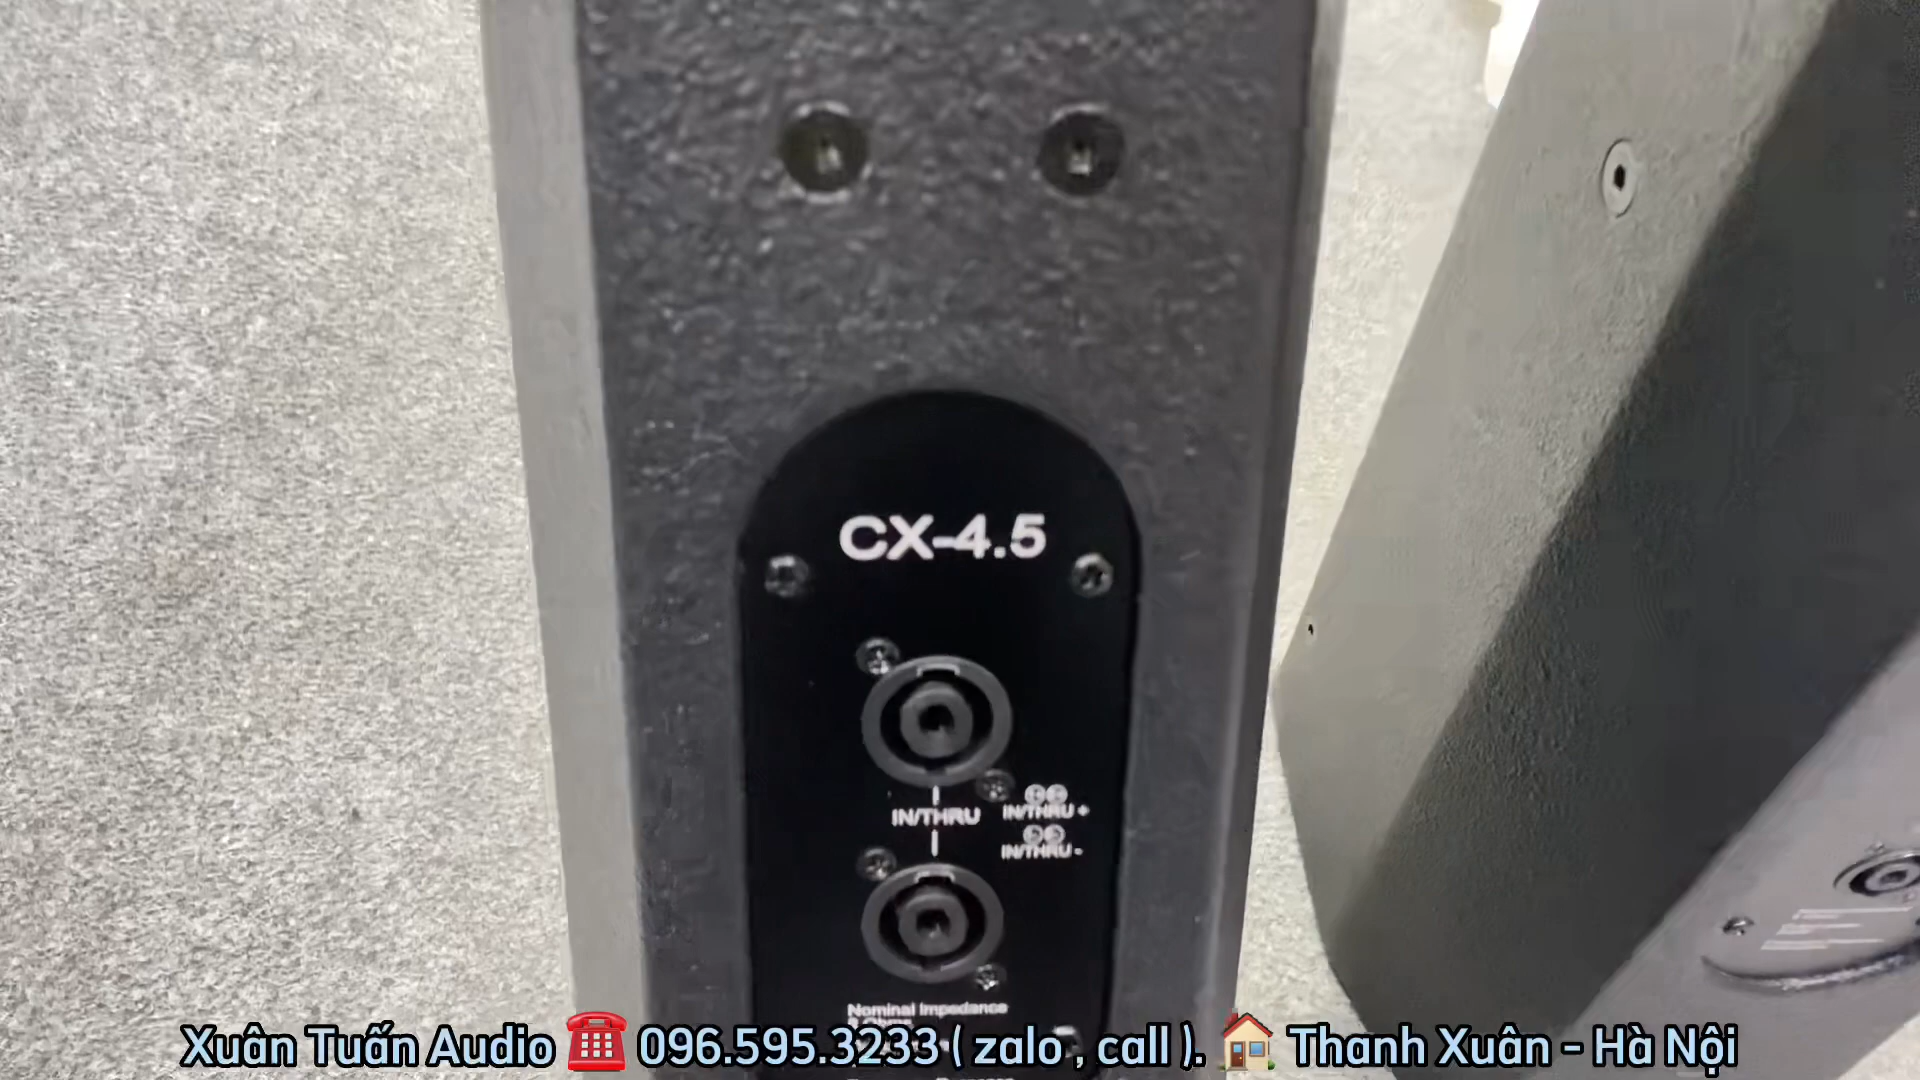 CX-4.5
IN/THRU
IN/THRU +
IN/THRU -
Nominal Impedance
Xuân Tuấn Audio ☎️ 096.595.3233 ( zalo , call ). 🏠 Thanh Xuân - Hà Nội